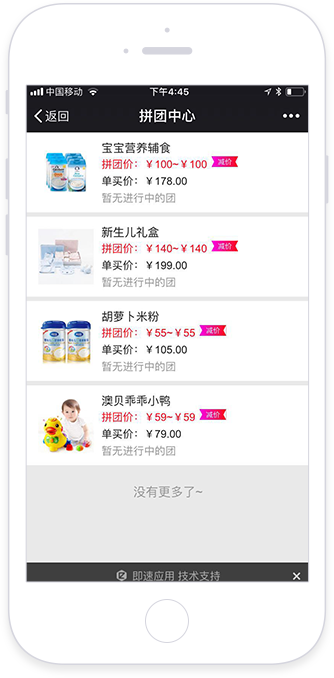 中国移动 下午4:45
返回 拼团中心
宝宝营养辅食
拼团价：￥100~￥100 减价
单买价：￥178.00
暂无进行中的团
新生儿礼盒
拼团价：￥140~￥140 减价
单买价：￥199.00
暂无进行中的团
胡萝卜米粉
拼团价：￥55~￥55 减价
单买价：￥105.00
暂无进行中的团
澳贝乖乖小鸭
拼团价：￥59~￥59 减价
单买价：￥79.00
暂无进行中的团
没有更多了~
即速应用 技术支持